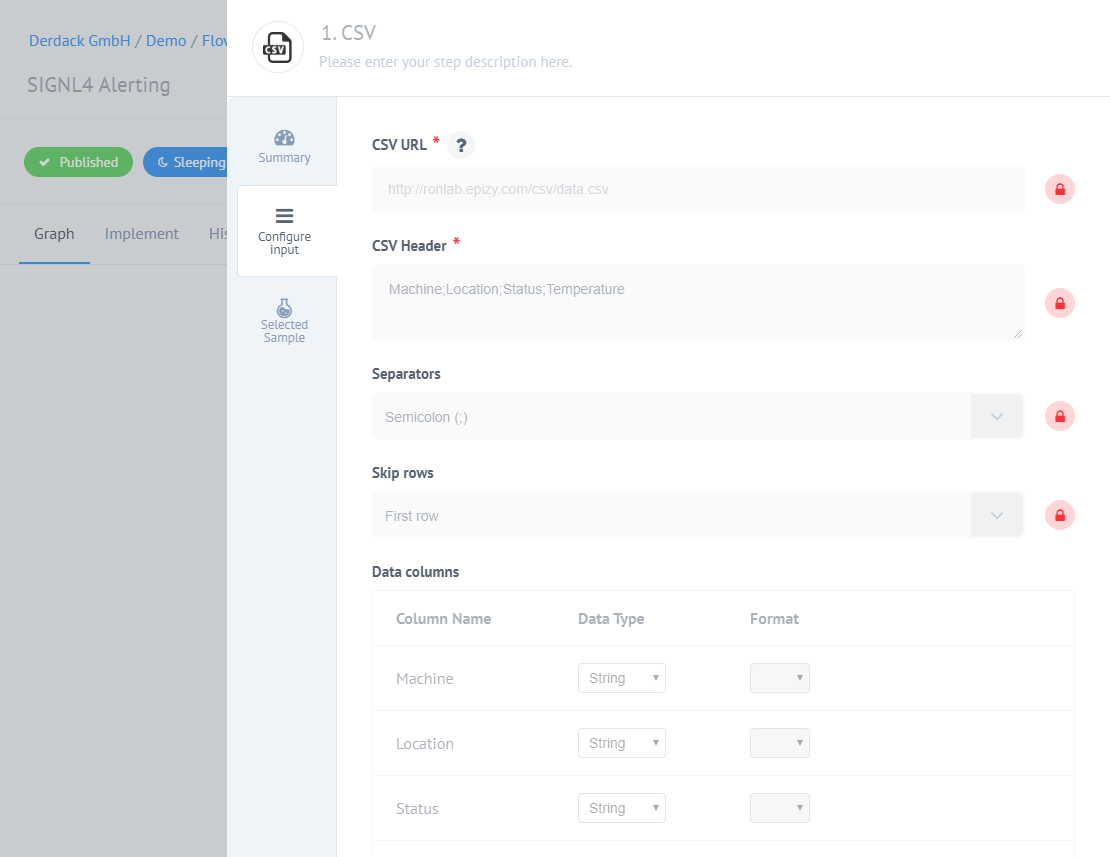 Derdack GmbH / Demo / Flov
SIGNL4 Alerting
Published
Sleeping
Graph
Implement
His
CSV
1. CSV
Please enter your step description here.
Summary
Configure
input
Selected
Sample
CSV URL * ?
http://ronlab.epizy.com/csv/data.csv
CSV Header *
Machine;Location;Status;Temperature
Separators
Semicolon (;)
Skip rows
First row
Data columns
Column Name Data Type Format
Machine String
Location String
Status String